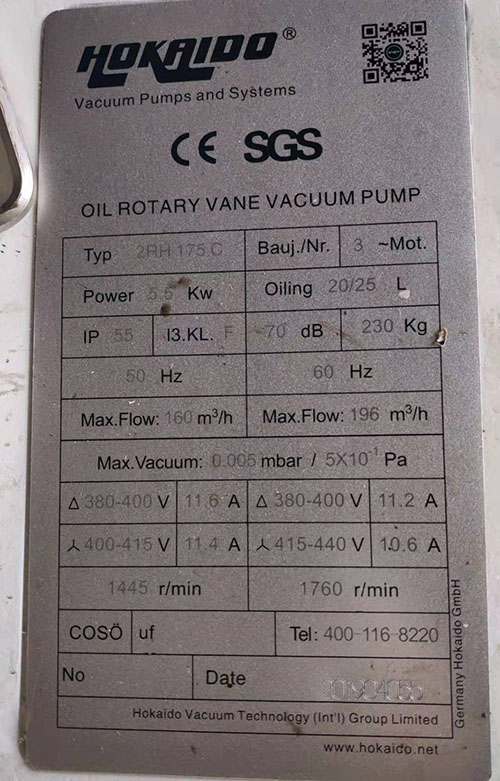 HOKAIDO®
Vacuum Pumps and Systems
CE SGS
OIL ROTARY VANE VACUUM PUMP
Typ 2RH 175 C Bauj./Nr. 3 ~Mot.
Power 5.5 Kw Oiling 20/25 L
IP 55 I3.KL. F 70 dB 230 Kg
50 Hz 60 Hz
Max.Flow: 160 m³/h Max.Flow: 196 m³/h
Max.Vacuum: 0.005 mbar / 5X10⁻¹ Pa
Δ 380-400 V 11.6 A Δ 380-400 V 11.2 A
⅄ 400-415 V 11.4 A ⅄ 415-440 V 10.6 A
1445 r/min 1760 r/min
COSÖ uf Tel: 400-116-8220
No Date
Hokaido Vacuum Technology (Int'l) Group Limited
www.hokaido.net
Germany Hokaido GmbH